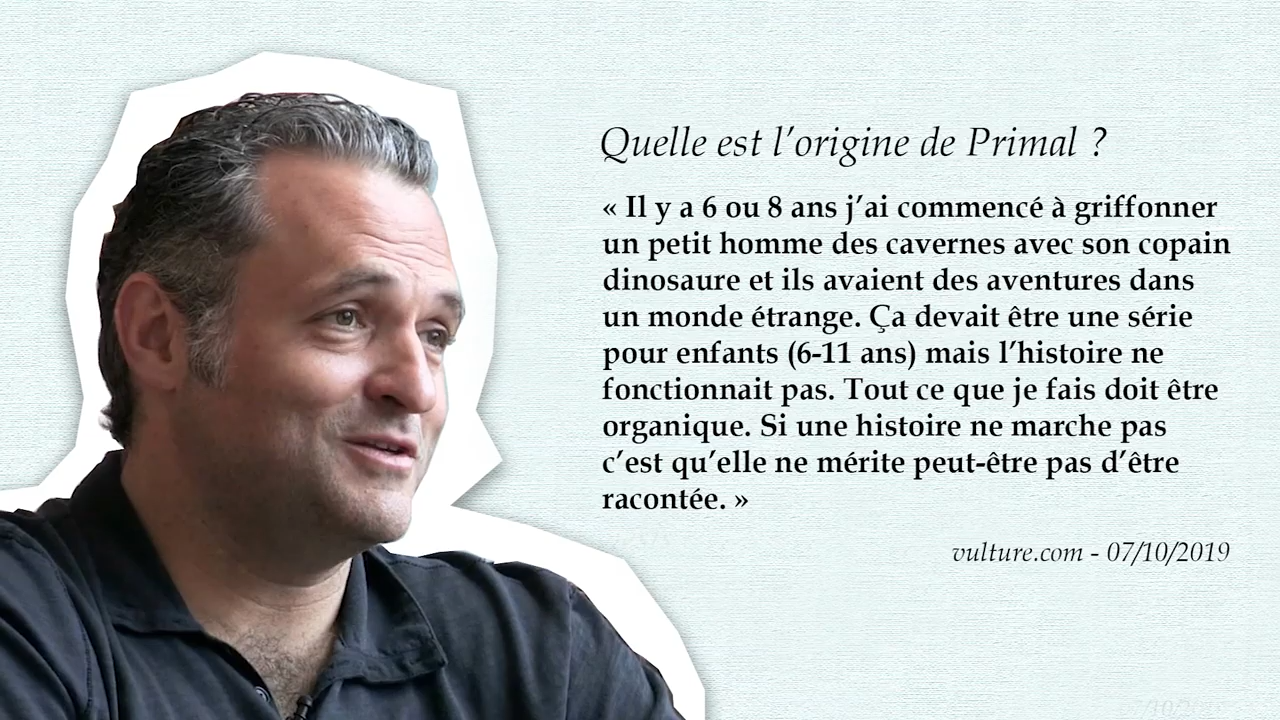 Quelle est l’origine de Primal ?
« Il y a 6 ou 8 ans j’ai commencé à griffonner
un petit homme des cavernes avec son copain
dinosaure et ils avaient des aventures dans
un monde étrange. Ça devait être une série
pour enfants (6-11 ans) mais l’histoire ne
fonctionnait pas. Tout ce que je fais doit être
organique. Si une histoire ne marche pas
c’est qu’elle ne mérite peut-être pas d’être
racontée. »
vulture.com - 07/10/2019